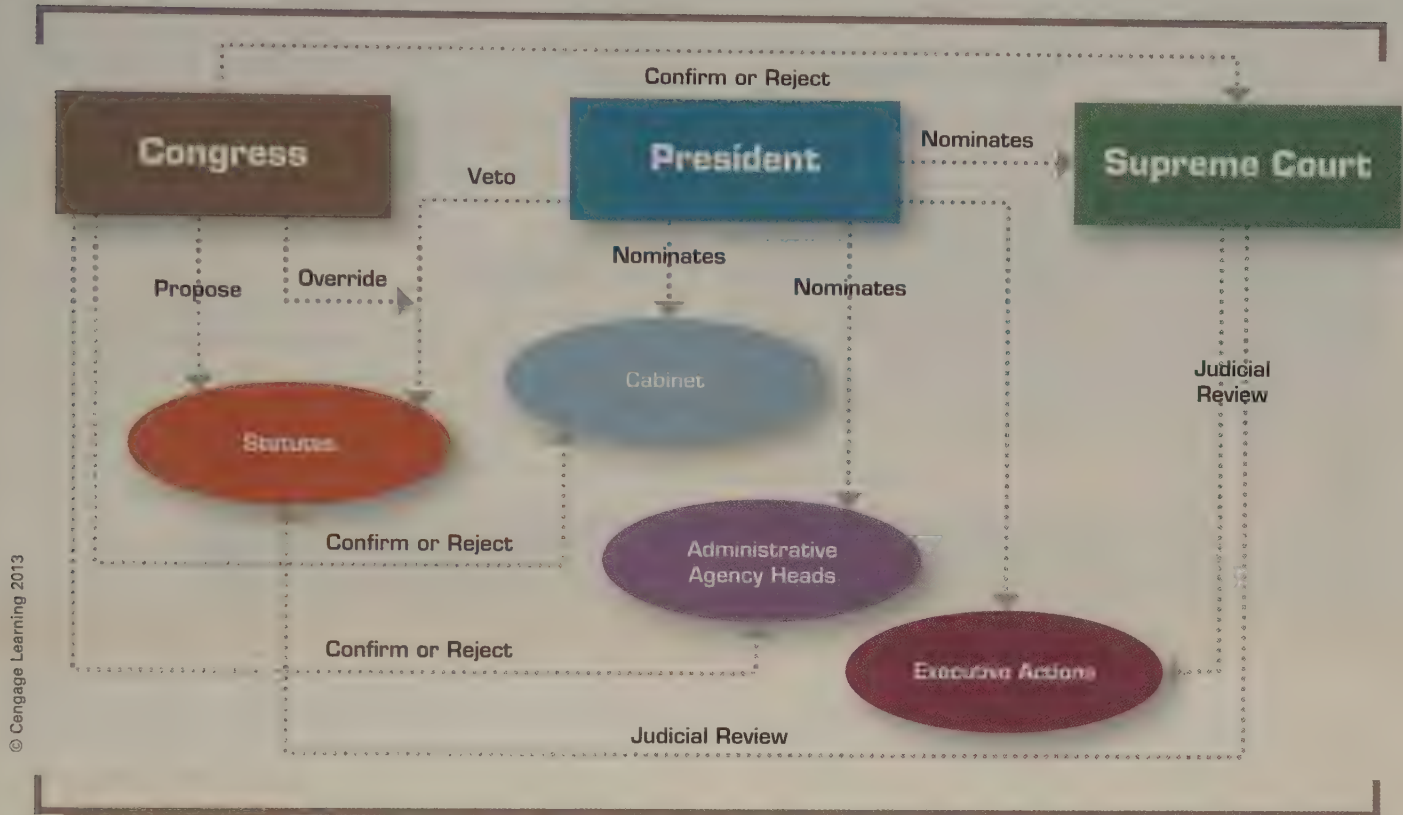 Confirm or Reject
Congress
President
Nominates
Supreme Court
Veto
Nominates
Propose
Override
Nominates
Judicial
Review
Cabinet
Statutes
Confirm or Reject
Administrative
Agency Heads
Confirm or Reject
Executive Actions
Judicial Review
© Cengage Learning 2013